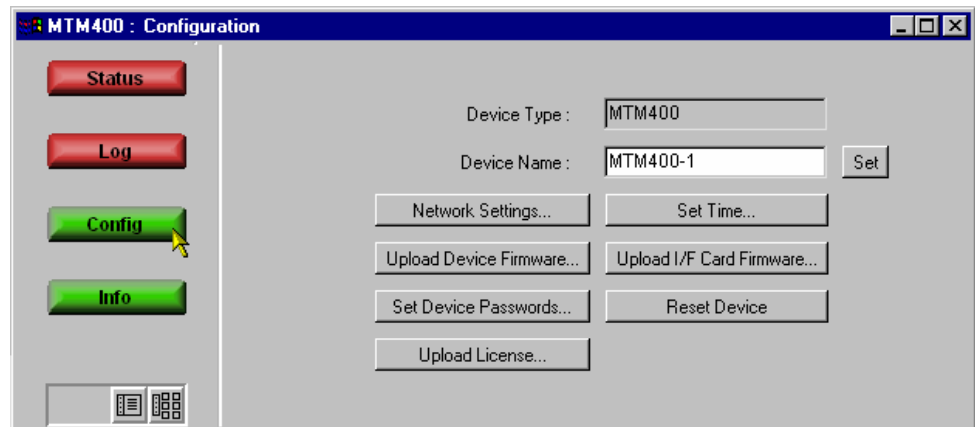 MTM400 : Configuration
Status
Log
Config
Info
Device Type :
MTM400
Device Name :
MTM400-1
Set
Network Settings...
Set Time...
Upload Device Firmware...
Upload I/F Card Firmware...
Set Device Passwords...
Reset Device
Upload License...